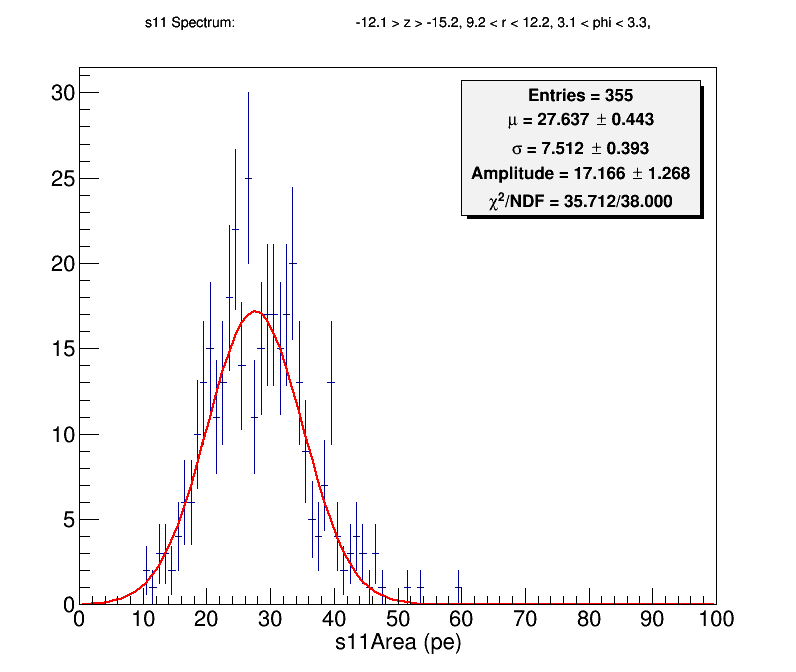 s11 Spectrum: -12.1 > z > -15.2, 9.2 < r < 12.2, 3.1 < phi < 3.3,
Entries = 355
μ = 27.637 ± 0.443
σ = 7.512 ± 0.393
Amplitude = 17.166 ± 1.268
χ²/NDF = 35.712/38.000
30
25
20
15
10
5
0
0 10 20 30 40 50 60 70 80 90 100
s11Area (pe)